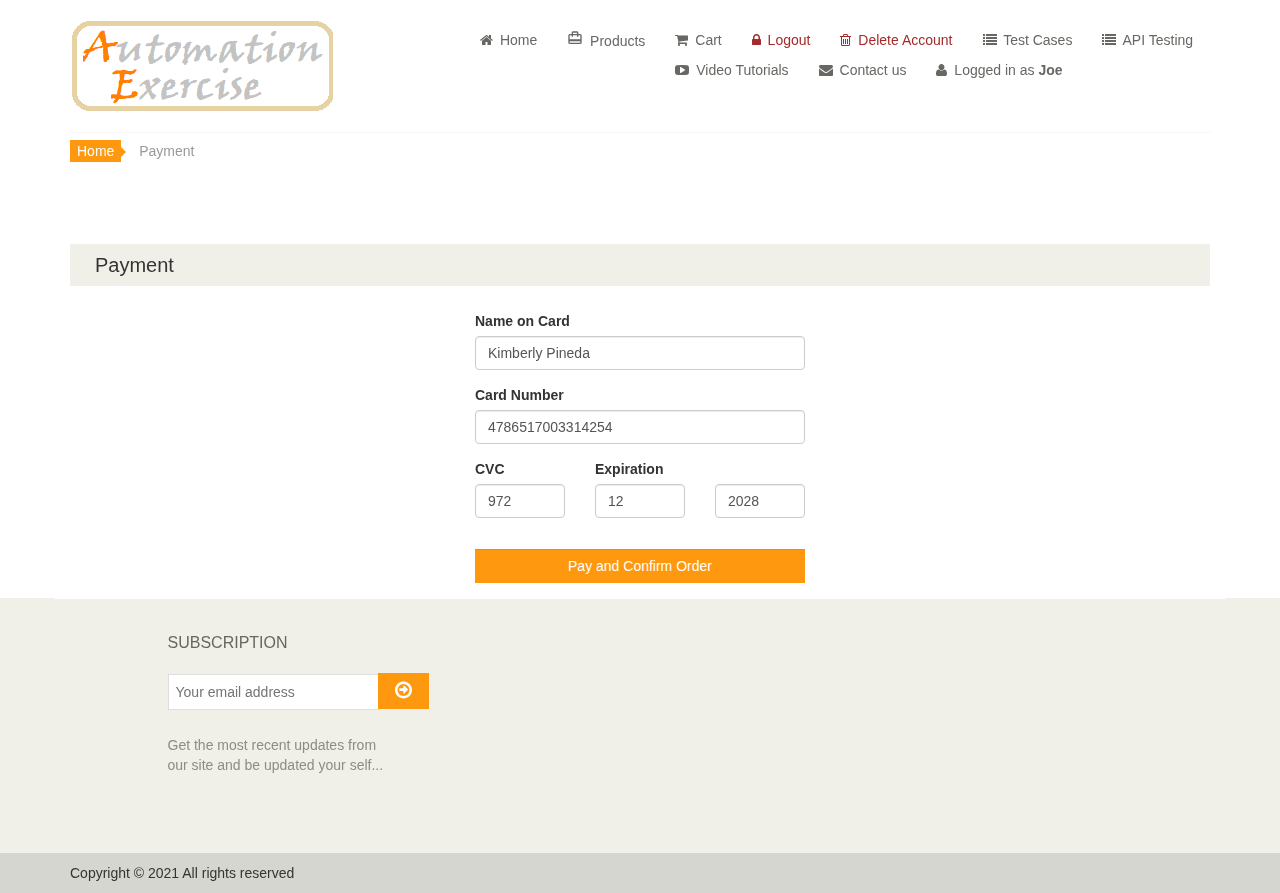 Automation
Exercise
Home Products Cart Logout Delete Account Test Cases API Testing
Video Tutorials Contact us Logged in as Joe
Home Payment
Payment
Name on Card
Kimberly Pineda
Card Number
4786517003314254
CVC Expiration
972 12 2028
Pay and Confirm Order
SUBSCRIPTION
Your email address
Get the most recent updates from
our site and be updated your self...
Copyright © 2021 All rights reserved